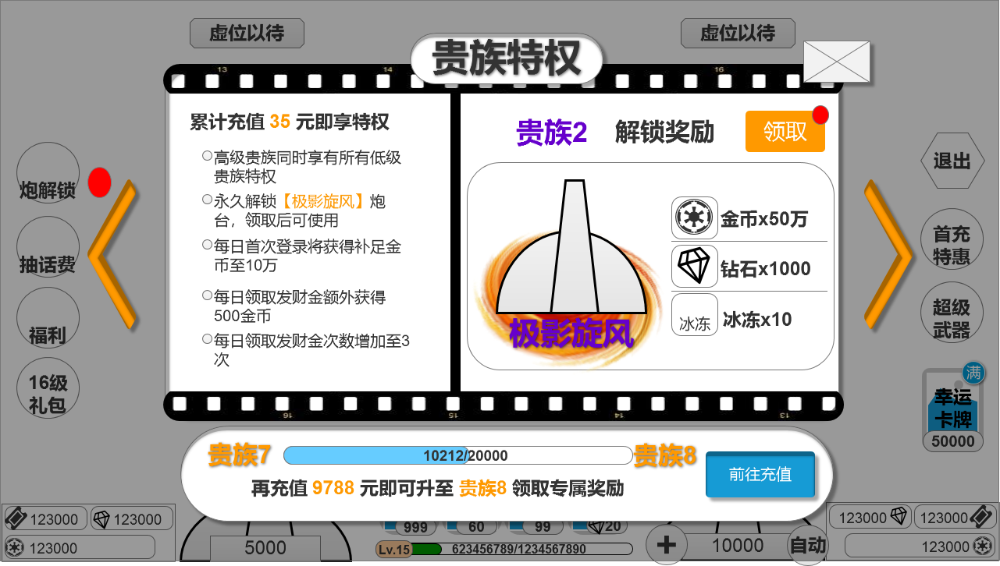 虚位以待
虚位以待
贵族特权
13
14
16
累计充值 35 元即享特权
高级贵族同时享有所有低级
贵族特权
永久解锁【极影旋风】炮
台，领取后可使用
每日首次登录将获得补足金
币至10万
每日领取发财金额外获得
500金币
每日领取发财金次数增加至3
次
贵族2
解锁奖励
领取
极影旋风
金币x50万
钻石x1000
冰冻
冰冻x10
16
15
14
13
炮解锁
抽话费
福利
16级
礼包
退出
首充
特惠
超级
武器
满
幸运
卡牌
50000
贵族7
10212/20000
贵族8
再充值 9788 元即可升至 贵族8 领取专属奖励
前往充值
123000
123000
123000
5000
999
60
99
20
Lv.15
623456789/1234567890
10000
自动
123000
123000
123000